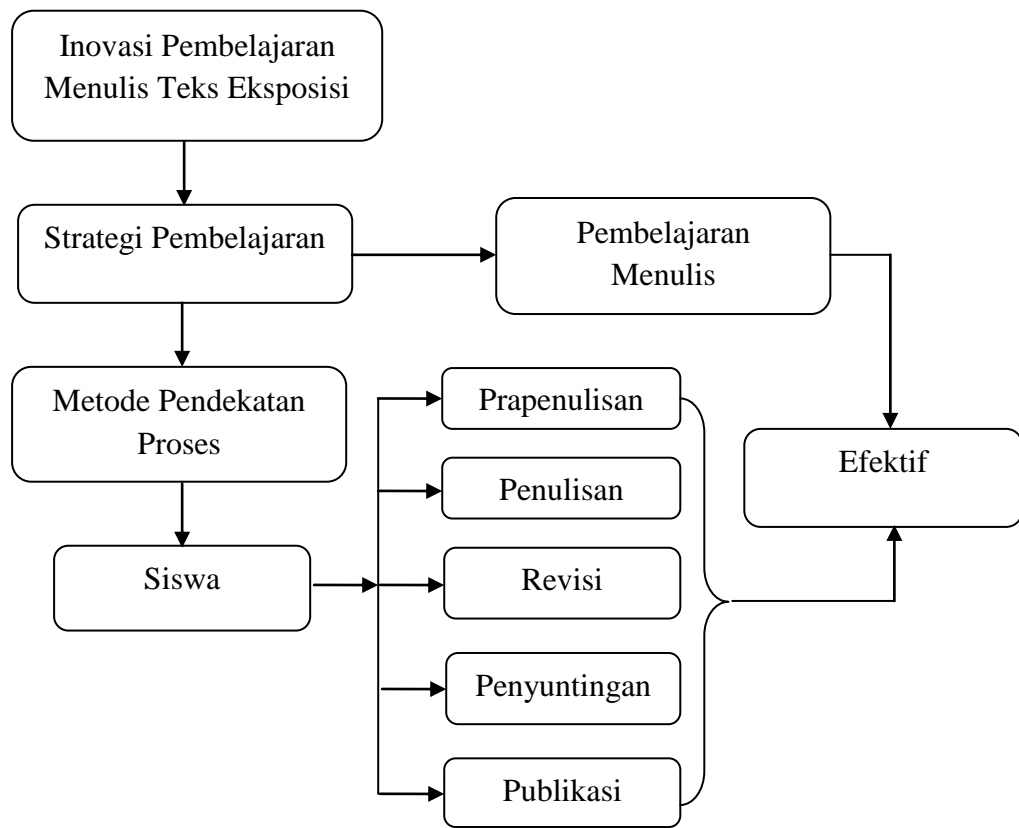 Inovasi Pembelajaran
Menulis Teks Eksposisi
Strategi Pembelajaran
Pembelajaran
Menulis
Metode Pendekatan
Proses
Prapenulisan
Efektif
Penulisan
Siswa
Revisi
Penyuntingan
Publikasi